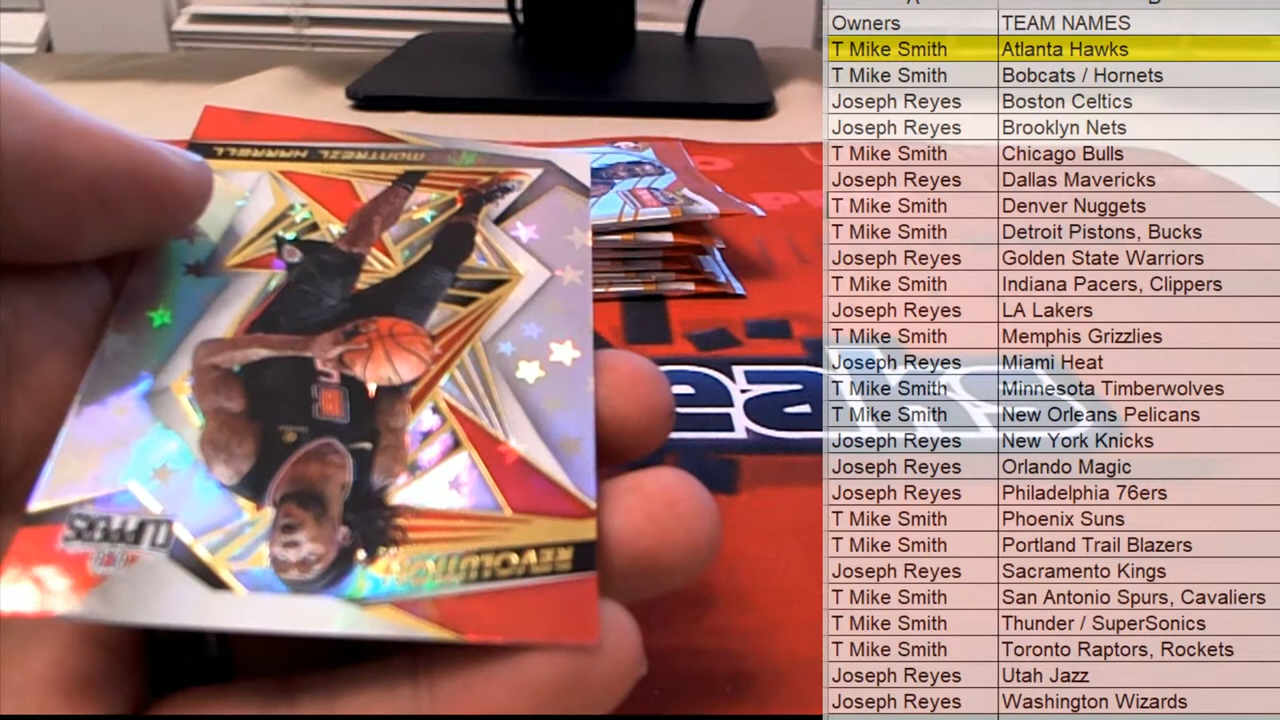 Owners TEAM NAMES
T Mike Smith Atlanta Hawks
T Mike Smith Bobcats / Hornets
Joseph Reyes Boston Celtics
Joseph Reyes Brooklyn Nets
T Mike Smith Chicago Bulls
Joseph Reyes Dallas Mavericks
T Mike Smith Denver Nuggets
T Mike Smith Detroit Pistons, Bucks
Joseph Reyes Golden State Warriors
T Mike Smith Indiana Pacers, Clippers
Joseph Reyes LA Lakers
T Mike Smith Memphis Grizzlies
Joseph Reyes Miami Heat
T Mike Smith Minnesota Timberwolves
T Mike Smith New Orleans Pelicans
Joseph Reyes New York Knicks
Joseph Reyes Orlando Magic
Joseph Reyes Philadelphia 76ers
T Mike Smith Phoenix Suns
T Mike Smith Portland Trail Blazers
Joseph Reyes Sacramento Kings
T Mike Smith San Antonio Spurs, Cavaliers
T Mike Smith Thunder / SuperSonics
T Mike Smith Toronto Raptors, Rockets
Joseph Reyes Utah Jazz
Joseph Reyes Washington Wizards
MONTREZL HARRELL
CLIPPERS
REVOLUTION